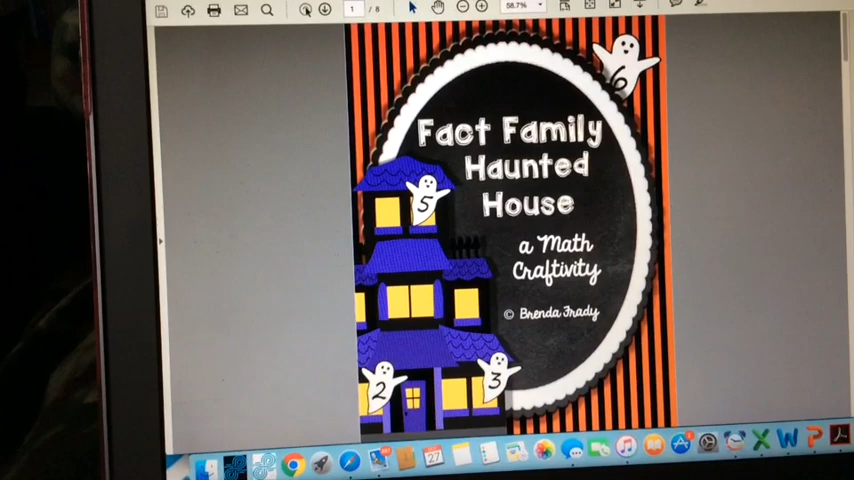 1 / 8
58.7%
6
Fact Family
Haunted
House
5
a Math
Craftivity
© Brenda Frady
2
3
27